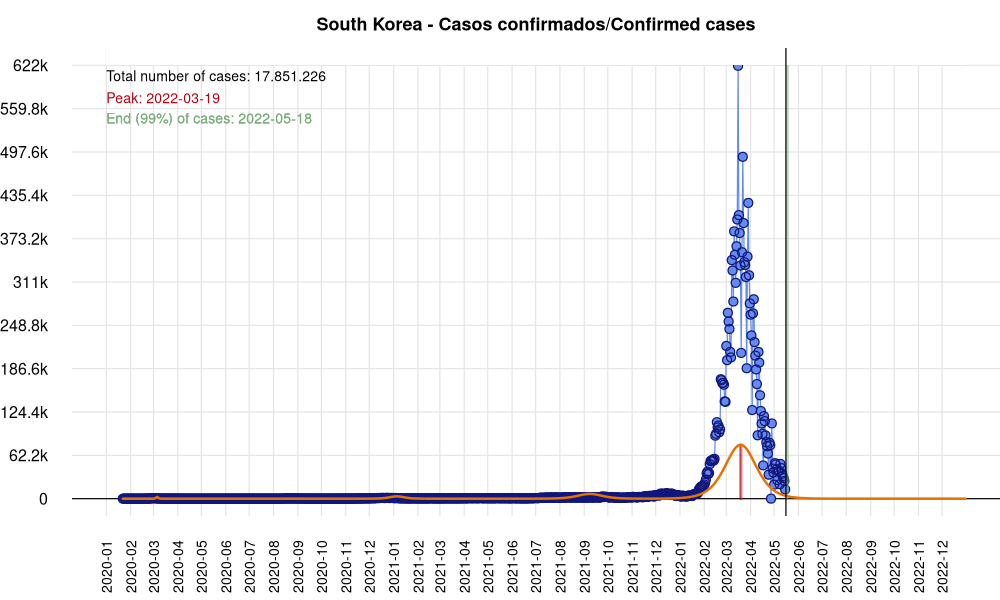 South Korea - Casos confirmados/Confirmed cases
Total number of cases: 17.851.226
Peak: 2022-03-19
End (99%) of cases: 2022-05-18
622k
559.8k
497.6k
435.4k
373.2k
311k
248.8k
186.6k
124.4k
62.2k
0
2020-01
2020-02
2020-03
2020-04
2020-05
2020-06
2020-07
2020-08
2020-09
2020-10
2020-11
2020-12
2021-01
2021-02
2021-03
2021-04
2021-05
2021-06
2021-07
2021-08
2021-09
2021-10
2021-11
2021-12
2022-01
2022-02
2022-03
2022-04
2022-05
2022-06
2022-07
2022-08
2022-09
2022-10
2022-11
2022-12